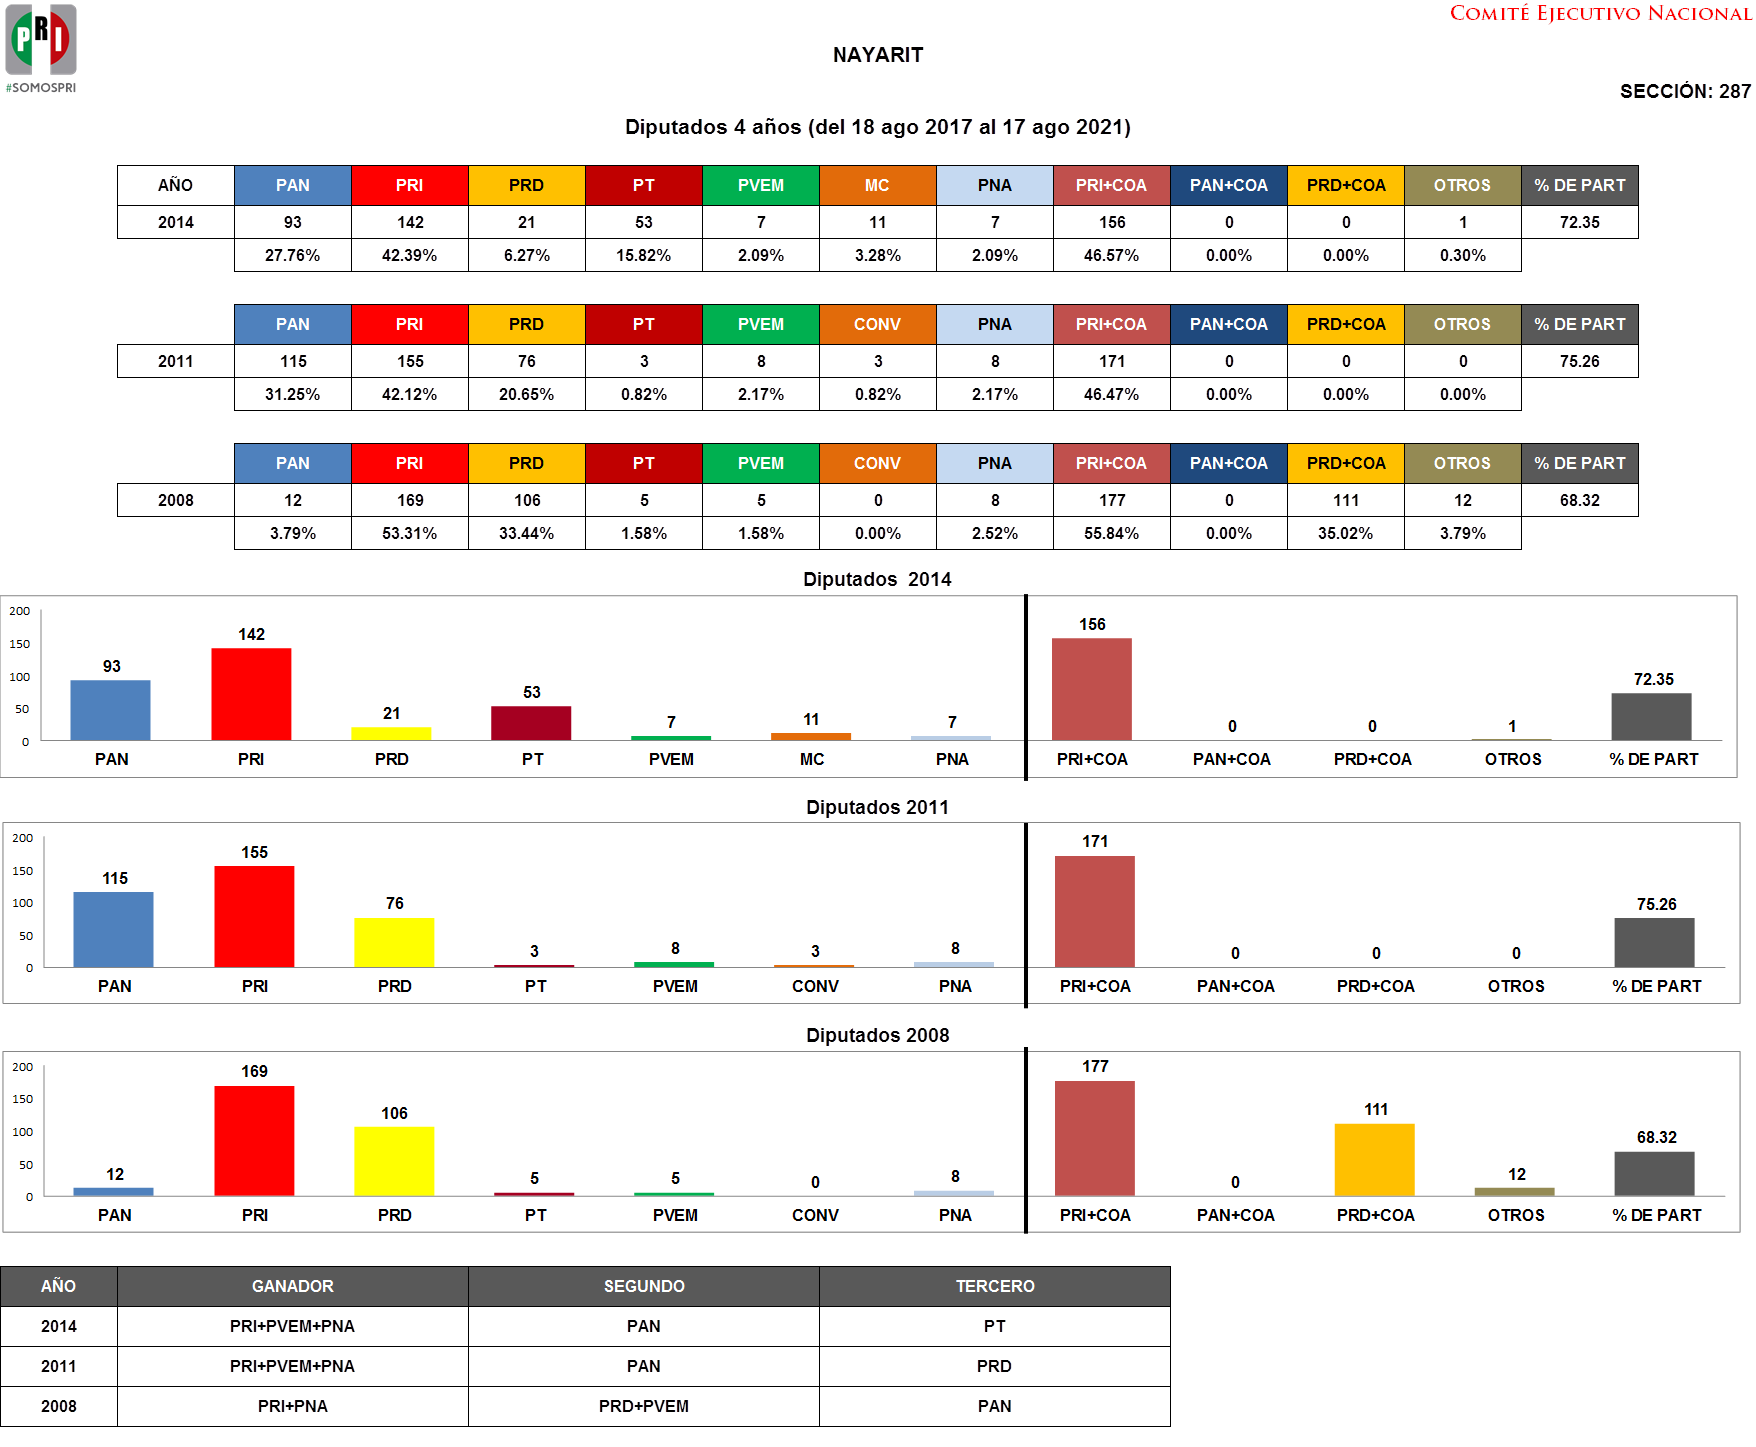 PRI
#SOMOSPRI
COMITÉ EJECUTIVO NACIONAL
NAYARIT
SECCIÓN: 287
Diputados 4 años (del 18 ago 2017 al 17 ago 2021)
AÑO PAN PRI PRD PT PVEM MC PNA PRI+COA PAN+COA PRD+COA OTROS % DE PART
2014 93 142 21 53 7 11 7 156 0 0 1 72.35
27.76% 42.39% 6.27% 15.82% 2.09% 3.28% 2.09% 46.57% 0.00% 0.00% 0.30%
PAN PRI PRD PT PVEM CONV PNA PRI+COA PAN+COA PRD+COA OTROS % DE PART
2011 115 155 76 3 8 3 8 171 0 0 0 75.26
31.25% 42.12% 20.65% 0.82% 2.17% 0.82% 2.17% 46.47% 0.00% 0.00% 0.00%
PAN PRI PRD PT PVEM CONV PNA PRI+COA PAN+COA PRD+COA OTROS % DE PART
2008 12 169 106 5 5 0 8 177 0 111 12 68.32
3.79% 53.31% 33.44% 1.58% 1.58% 0.00% 2.52% 55.84% 0.00% 35.02% 3.79%
Diputados 2014
200
150
100
50
0
93 142 21 53 7 11 7 156 0 0 1 72.35
PAN PRI PRD PT PVEM MC PNA PRI+COA PAN+COA PRD+COA OTROS % DE PART
Diputados 2011
200
150
100
50
0
115 155 76 3 8 3 8 171 0 0 0 75.26
PAN PRI PRD PT PVEM CONV PNA PRI+COA PAN+COA PRD+COA OTROS % DE PART
Diputados 2008
200
150
100
50
0
12 169 106 5 5 0 8 177 0 111 12 68.32
PAN PRI PRD PT PVEM CONV PNA PRI+COA PAN+COA PRD+COA OTROS % DE PART
AÑO GANADOR SEGUNDO TERCERO
2014 PRI+PVEM+PNA PAN PT
2011 PRI+PVEM+PNA PAN PRD
2008 PRI+PNA PRD+PVEM PAN